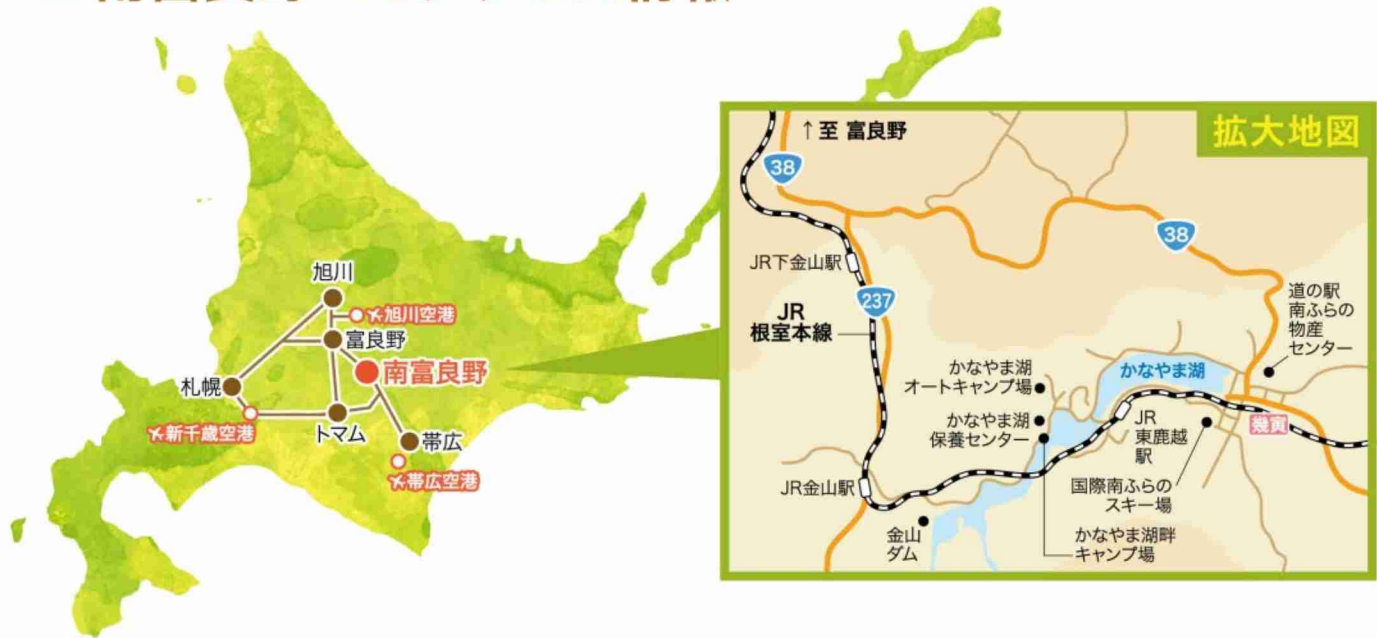 旭川
旭川空港
富良野
南富良野
札幌
新千歳空港
トマム
帯広
帯広空港
拡大地図
↑至 富良野
38
38
JR下金山駅
237
JR
根室本線
道の駅
南ふらの
物産
センター
かなやま湖
オートキャンプ場
かなやま湖
かなやま湖
保養センター
JR
東鹿越
駅
幾寅
JR金山駅
国際南ふらの
スキー場
金山
ダム
かなやま湖畔
キャンプ場